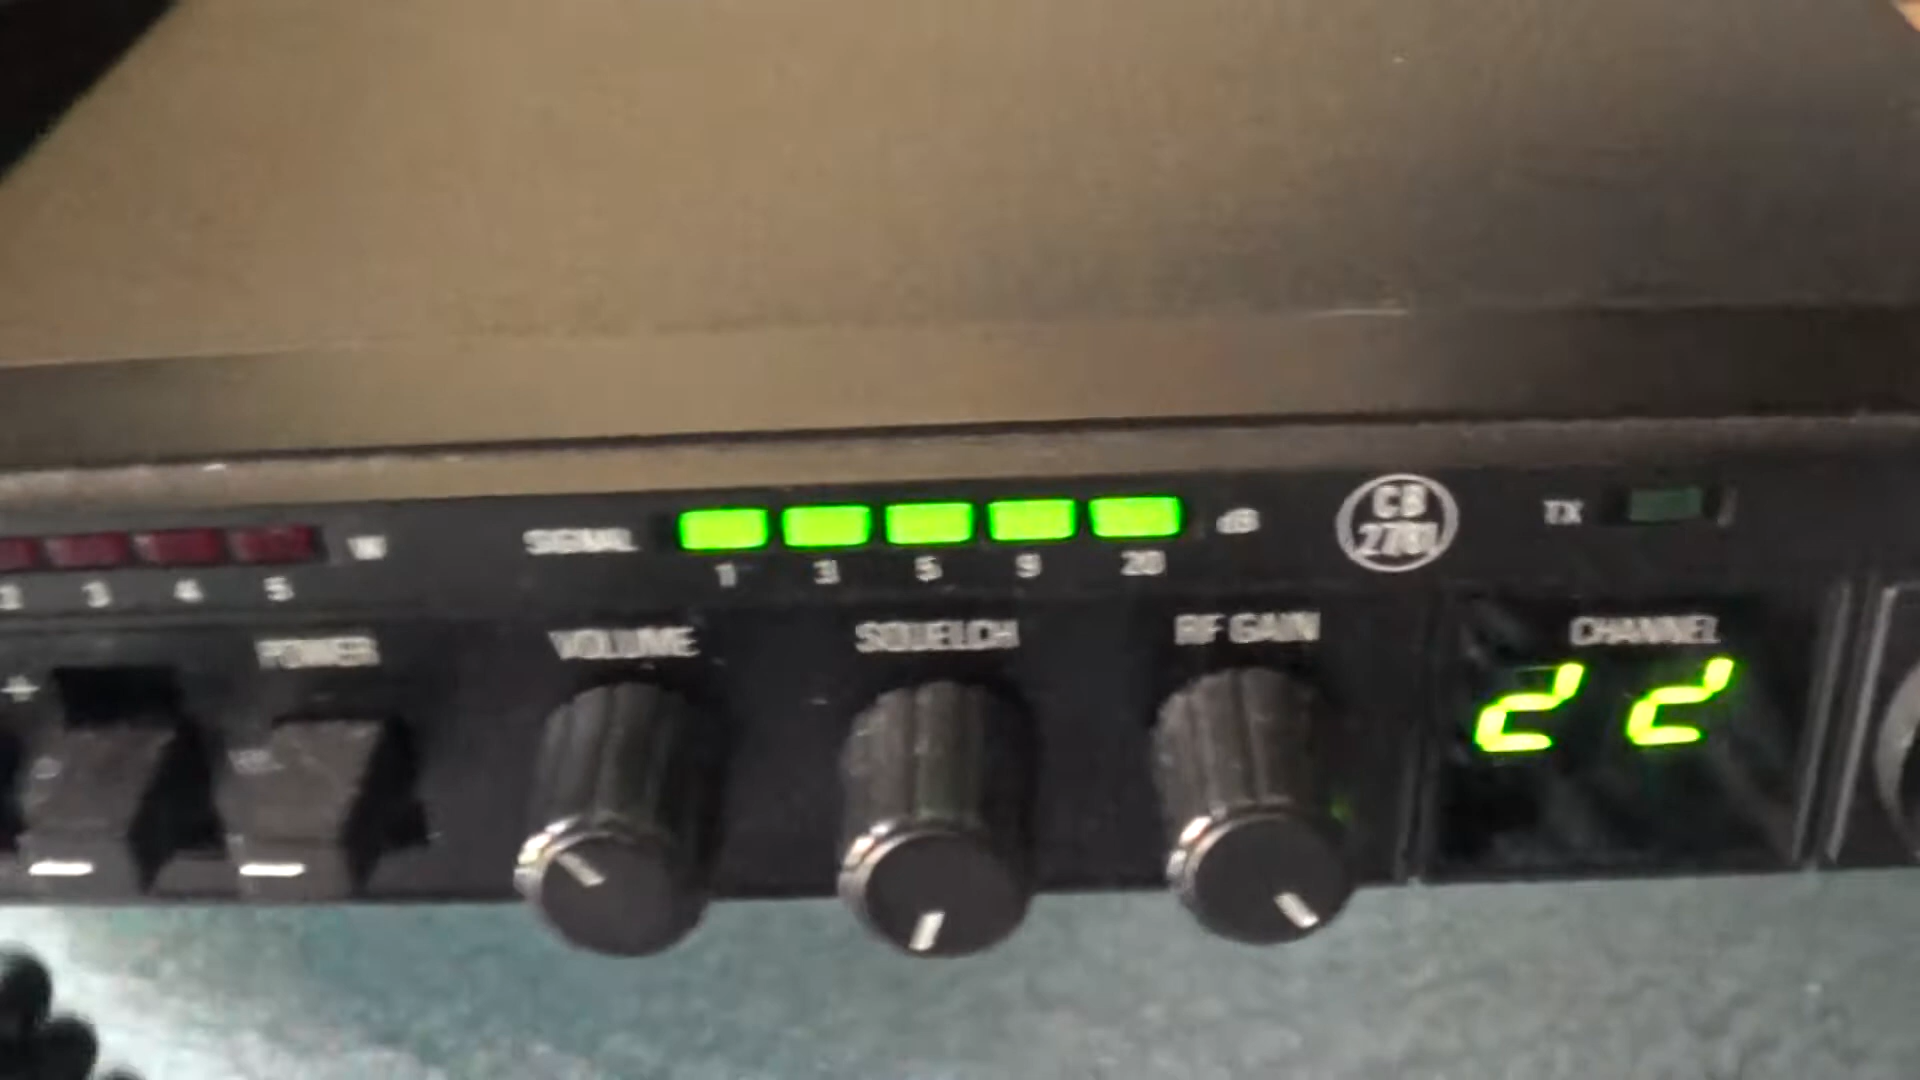 SIGNAL dB
1 3 5 9 20
W
2 3 4 5
CB
27/81
TX
POWER VOLUME SQUELCH RF GAIN CHANNEL
+
22